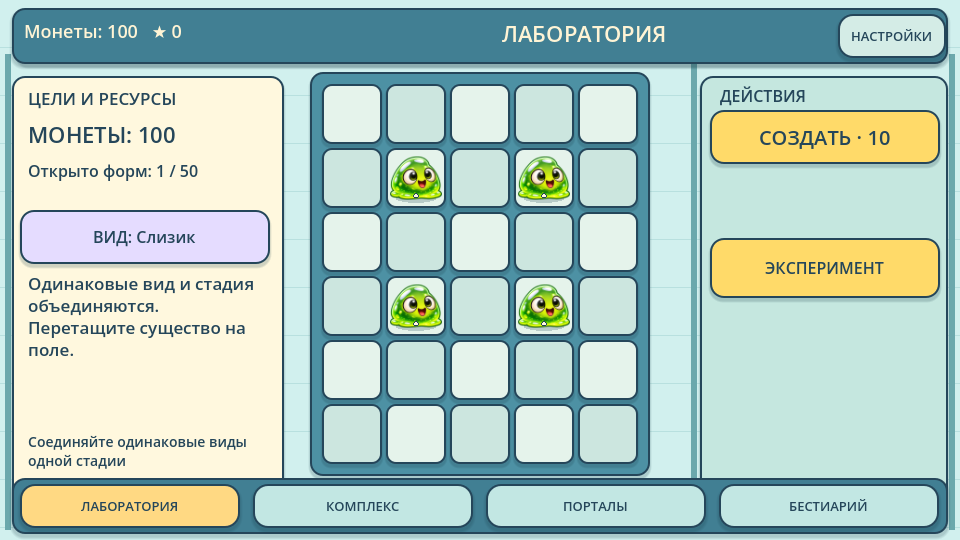 Монеты: 100 ★ 0
ЛАБОРАТОРИЯ
НАСТРОЙКИ
ЦЕЛИ И РЕСУРСЫ
МОНЕТЫ: 100
Открыто форм: 1 / 50
ВИД: Слизик
Одинаковые вид и стадия
объединяются.
Перетащите существо на
поле.
Соединяйте одинаковые виды
одной стадии
ДЕЙСТВИЯ
СОЗДАТЬ · 10
ЭКСПЕРИМЕНТ
ЛАБОРАТОРИЯ
КОМПЛЕКС
ПОРТАЛЫ
БЕСТИАРИЙ